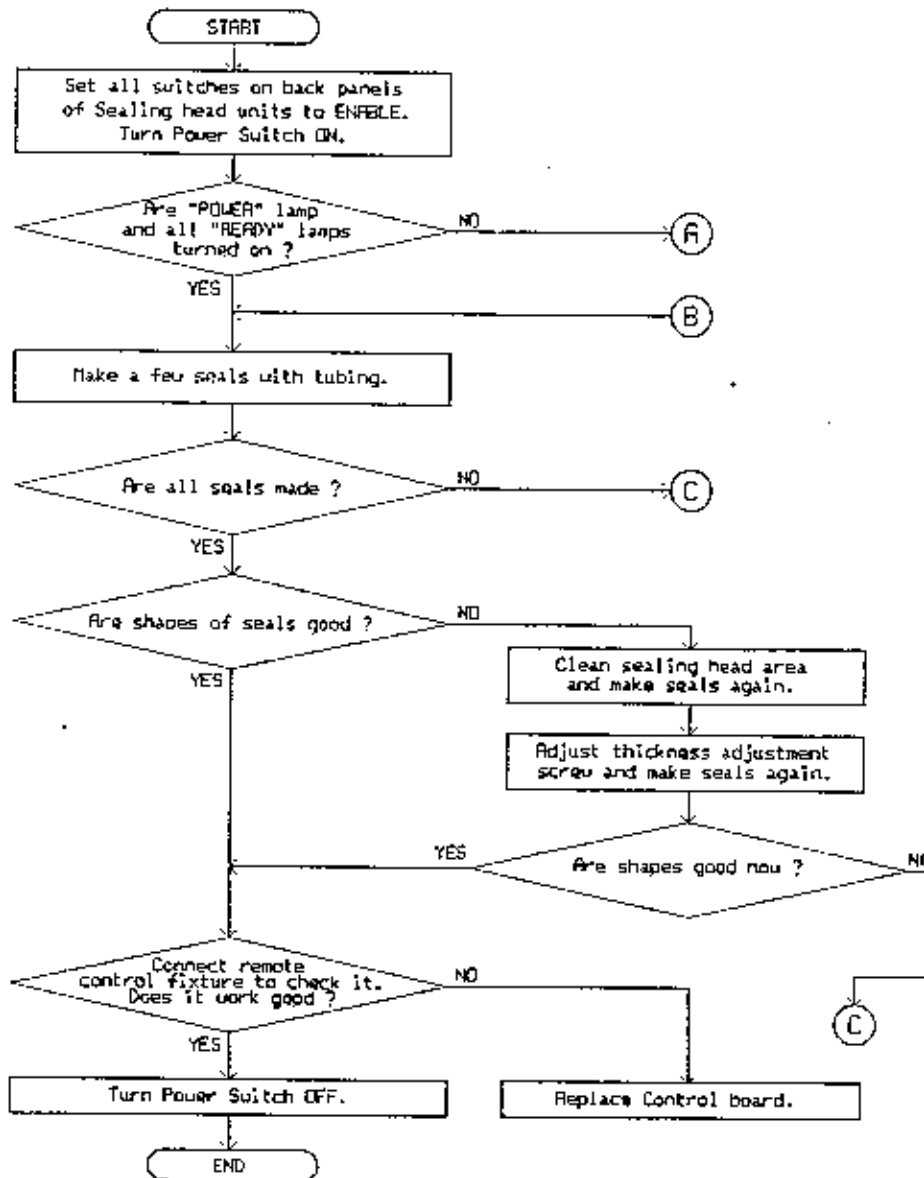 START
Set all switches on back panels
of Sealing head units to ENABLE.
Turn Power Switch ON.
Are "POWER" lamp
and all "READY" lamps
turned on ?
NO
A
YES
B
Make a few seals with tubing.
Are all seals made ?
NO
C
YES
Are shapes of seals good ?
NO
YES
Clean sealing head area
and make seals again.
Adjust thickness adjustment
screw and make seals again.
YES
Are shapes good now ?
NO
Connect remote
control fixture to check it.
Does it work good ?
NO
C
YES
Turn Power Switch OFF.
Replace Control board.
END